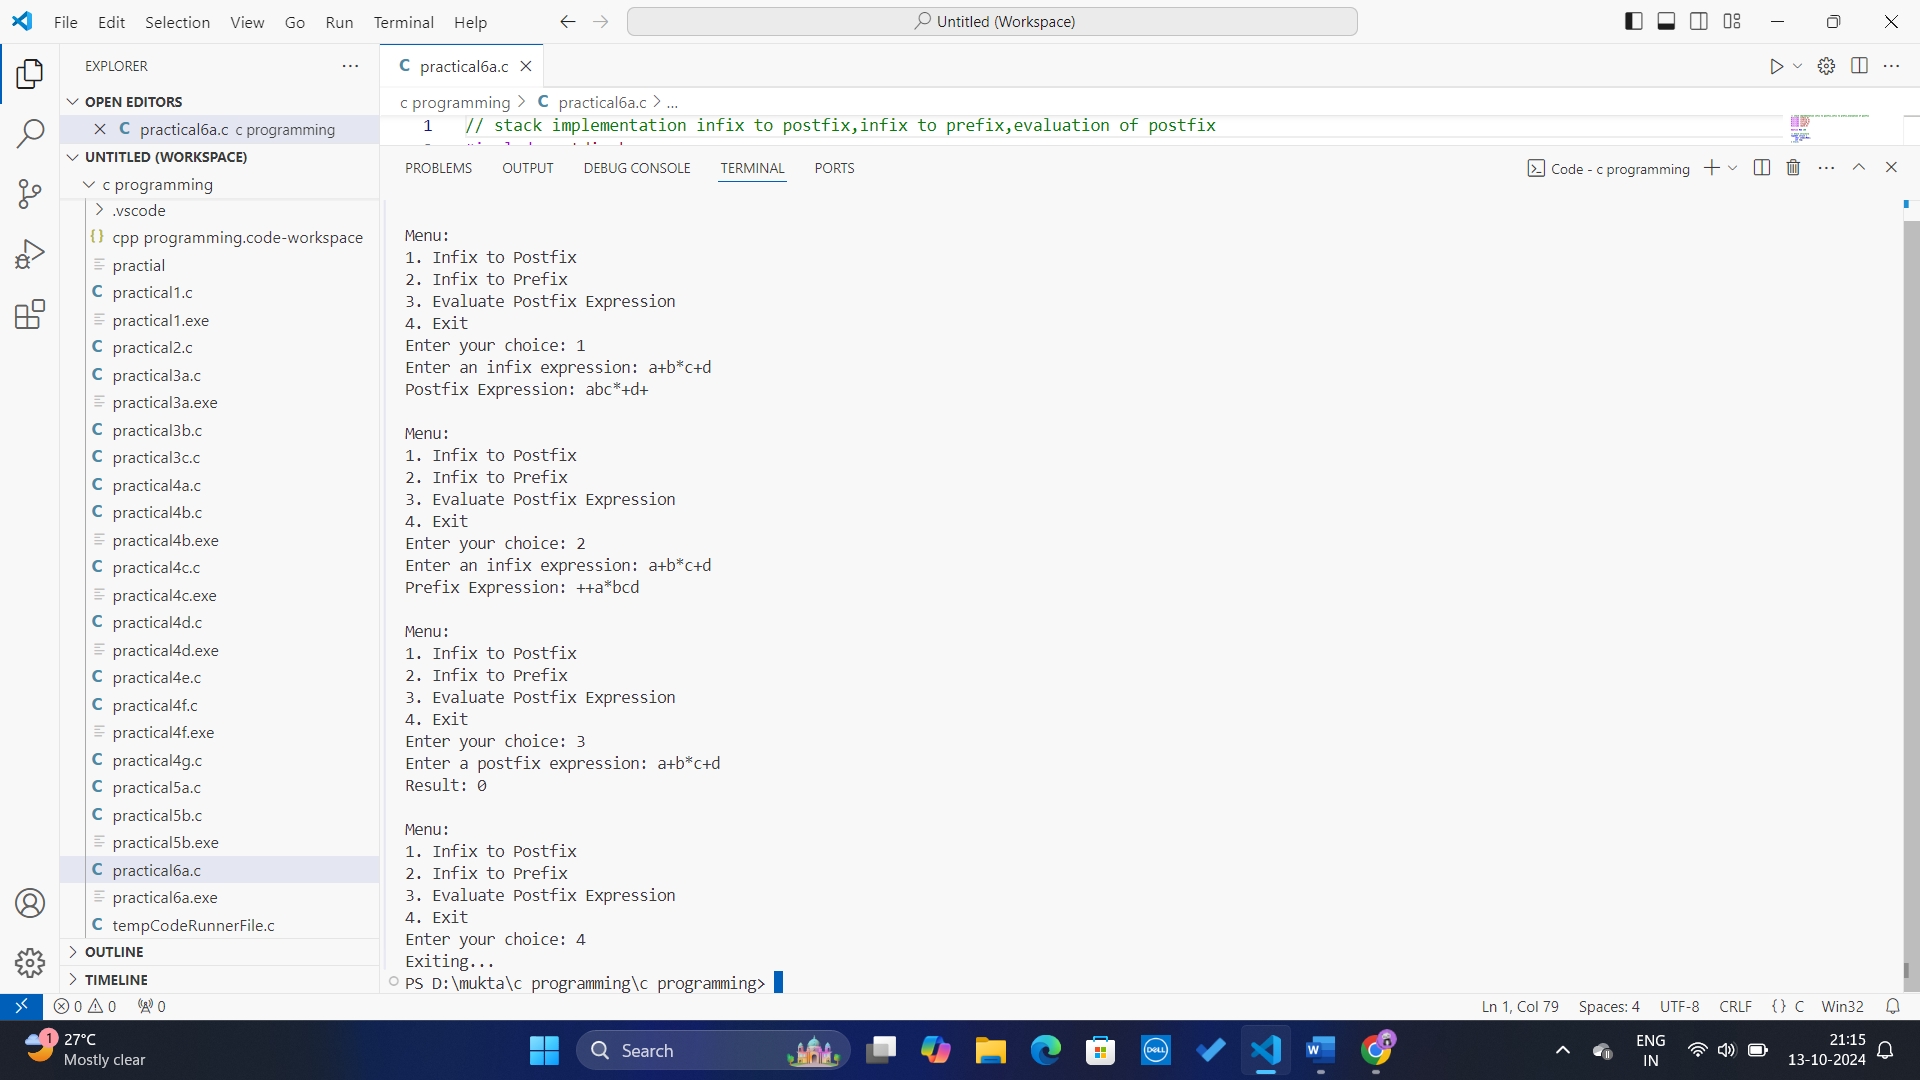 File Edit Selection View Go Run Terminal Help
Untitled (Workspace)
EXPLORER
OPEN EDITORS
practical6a.c c programming
UNTITLED (WORKSPACE)
c programming
.vscode
cpp programming.code-workspace
practial
practical1.c
practical1.exe
practical2.c
practical3a.c
practical3a.exe
practical3b.c
practical3c.c
practical4a.c
practical4b.c
practical4b.exe
practical4c.c
practical4c.exe
practical4d.c
practical4d.exe
practical4e.c
practical4f.c
practical4f.exe
practical4g.c
practical5a.c
practical5b.c
practical5b.exe
practical6a.c
practical6a.exe
tempCodeRunnerFile.c
OUTLINE
TIMELINE
practical6a.c
c programming > practical6a.c > ...
1 // stack implementation infix to postfix,infix to prefix,evaluation of postfix
PROBLEMS OUTPUT DEBUG CONSOLE TERMINAL PORTS
Code - c programming
Menu:
1. Infix to Postfix
2. Infix to Prefix
3. Evaluate Postfix Expression
4. Exit
Enter your choice: 1
Enter an infix expression: a+b*c+d
Postfix Expression: abc*+d+
Menu:
1. Infix to Postfix
2. Infix to Prefix
3. Evaluate Postfix Expression
4. Exit
Enter your choice: 2
Enter an infix expression: a+b*c+d
Prefix Expression: ++a*bcd
Menu:
1. Infix to Postfix
2. Infix to Prefix
3. Evaluate Postfix Expression
4. Exit
Enter your choice: 3
Enter a postfix expression: a+b*c+d
Result: 0
Menu:
1. Infix to Postfix
2. Infix to Prefix
3. Evaluate Postfix Expression
4. Exit
Enter your choice: 4
Exiting...
PS D:\mukta\c programming\c programming>
0 0 0
Ln 1, Col 79 Spaces: 4 UTF-8 CRLF {} C Win32
1
27°C
Mostly clear
Search
DELL
ENG
IN
21:15
13-10-2024